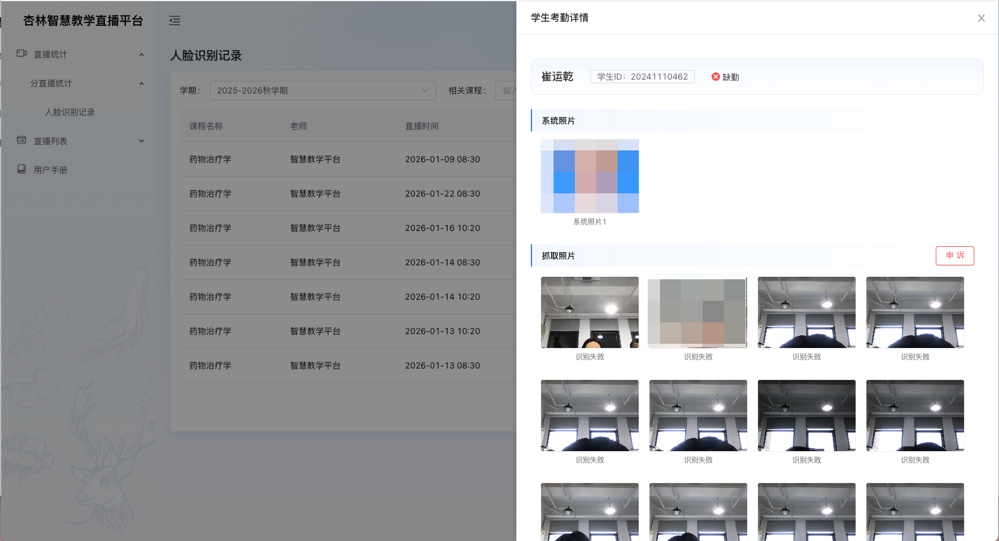 杏林智慧教学直播平台
直播统计
分直播统计
人脸识别记录
直播列表
用户手册
人脸识别记录
学期： 2025-2026秋学期 相关课程： 输入
课程名称 老师 直播时间
药物治疗学 智慧教学平台 2026-01-09 08:30
药物治疗学 智慧教学平台 2026-01-22 08:30
药物治疗学 智慧教学平台 2026-01-16 10:20
药物治疗学 智慧教学平台 2026-01-14 08:30
药物治疗学 智慧教学平台 2026-01-14 10:20
药物治疗学 智慧教学平台 2026-01-13 10:20
药物治疗学 智慧教学平台 2026-01-13 08:30
学生考勤详情
崔运乾 学生ID：20241110462 缺勤
系统照片
系统照片1
抓取照片 申诉
识别失败 识别失败 识别失败 识别失败
识别失败 识别失败 识别失败 识别失败